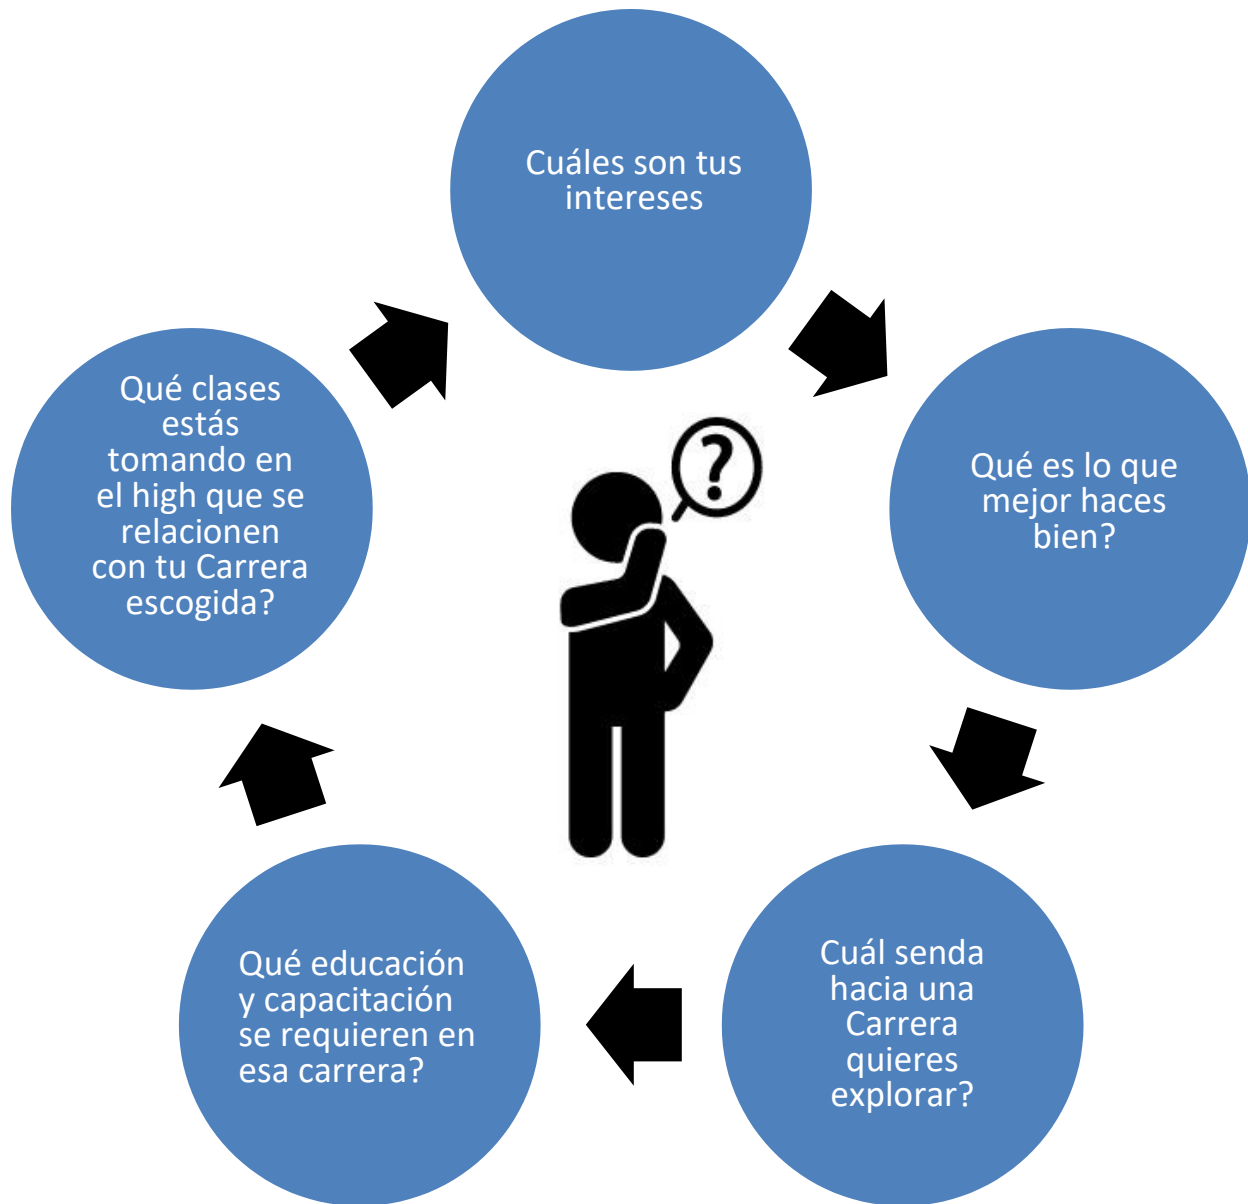 Cuáles son tus
intereses
Qué es lo que
mejor haces
bien?
Cuál senda
hacia una
Carrera
quieres
explorar?
Qué educación
y capacitación
se requieren en
esa carrera?
Qué clases
estás
tomando en
el high que se
relacionen
con tu Carrera
escogida?
?